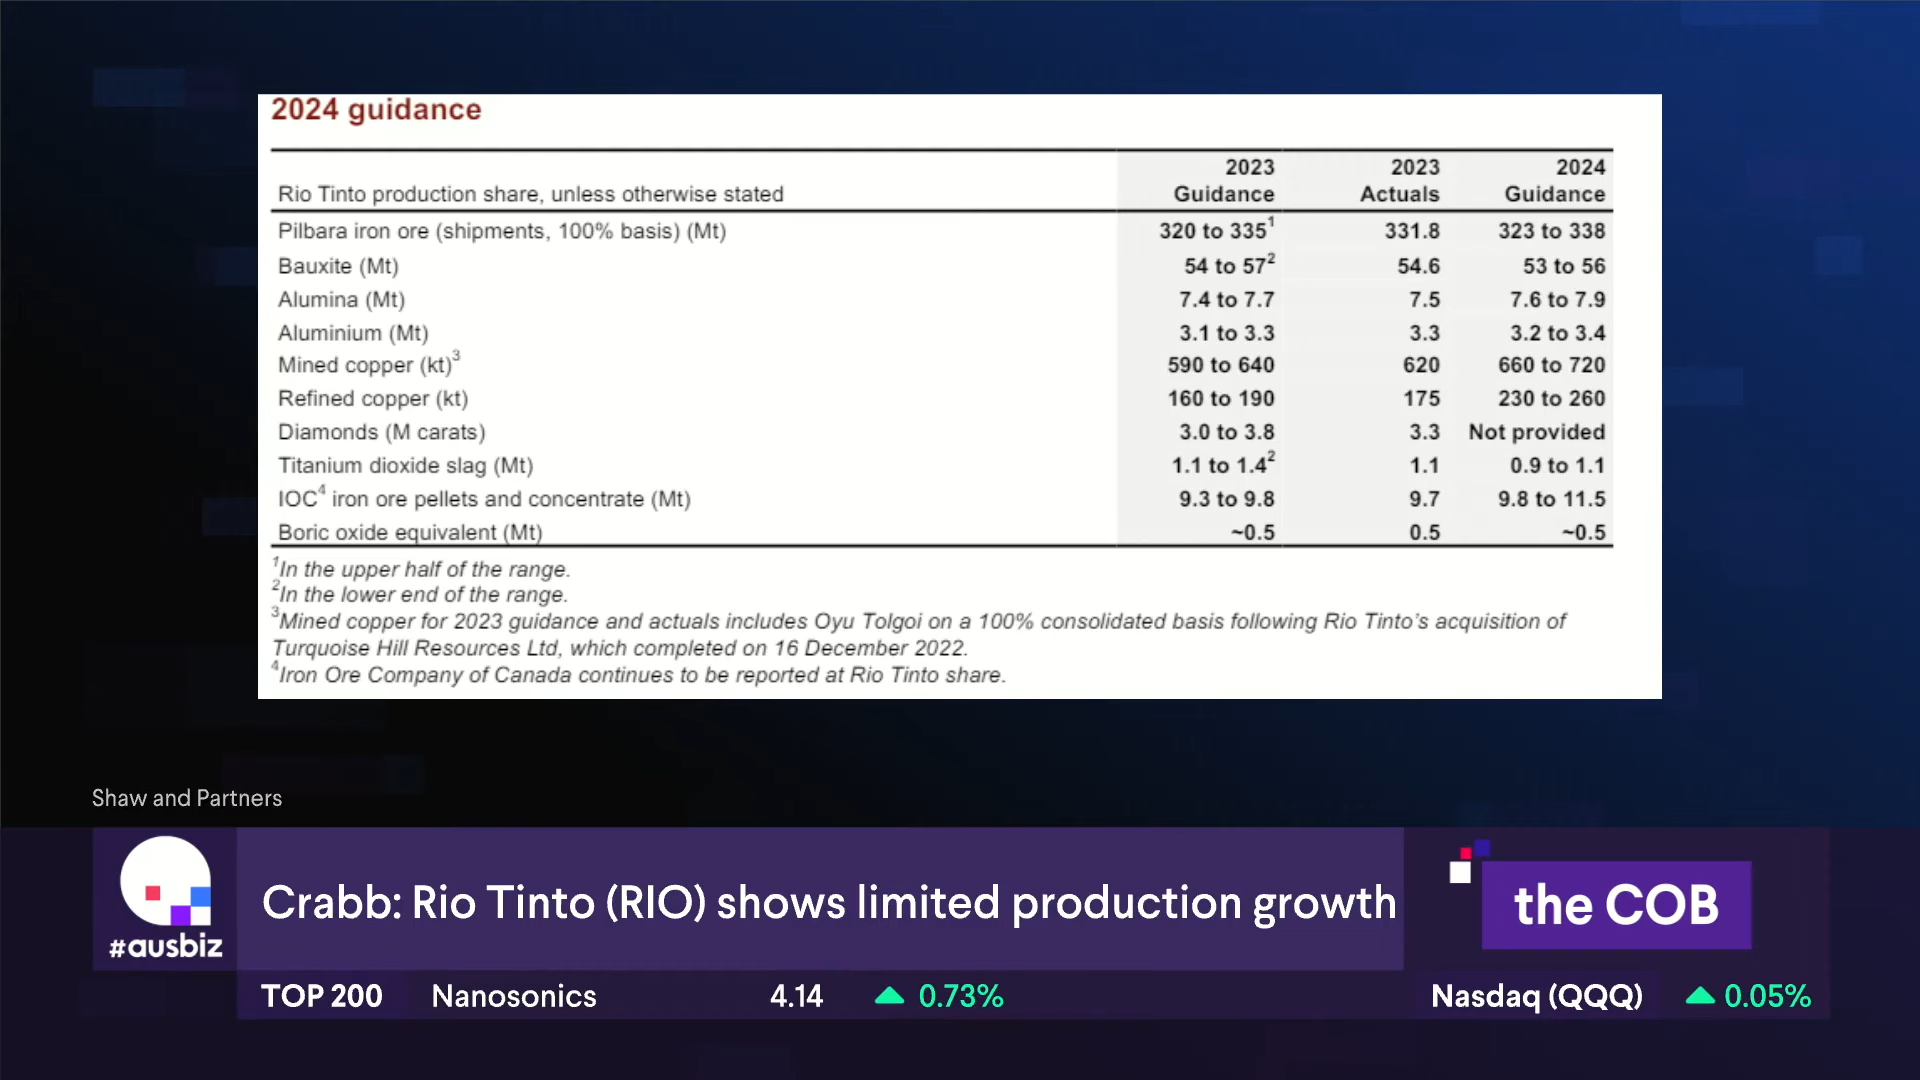 2024 guidance
Rio Tinto production share, unless otherwise stated 2023 Guidance 2023 Actuals 2024 Guidance
Pilbara iron ore (shipments, 100% basis) (Mt) 320 to 335¹ 331.8 323 to 338
Bauxite (Mt) 54 to 57² 54.6 53 to 56
Alumina (Mt) 7.4 to 7.7 7.5 7.6 to 7.9
Aluminium (Mt) 3.1 to 3.3 3.3 3.2 to 3.4
Mined copper (kt)³ 590 to 640 620 660 to 720
Refined copper (kt) 160 to 190 175 230 to 260
Diamonds (M carats) 3.0 to 3.8 3.3 Not provided
Titanium dioxide slag (Mt) 1.1 to 1.4² 1.1 0.9 to 1.1
IOC⁴ iron ore pellets and concentrate (Mt) 9.3 to 9.8 9.7 9.8 to 11.5
Boric oxide equivalent (Mt) ~0.5 0.5 ~0.5
¹In the upper half of the range.
²In the lower end of the range.
³Mined copper for 2023 guidance and actuals includes Oyu Tolgoi on a 100% consolidated basis following Rio Tinto's acquisition of
Turquoise Hill Resources Ltd, which completed on 16 December 2022.
⁴Iron Ore Company of Canada continues to be reported at Rio Tinto share.
Shaw and Partners
#ausbiz
Crabb: Rio Tinto (RIO) shows limited production growth
the COB
TOP 200 Nanosonics 4.14 ▲ 0.73% Nasdaq (QQQ) ▲ 0.05%